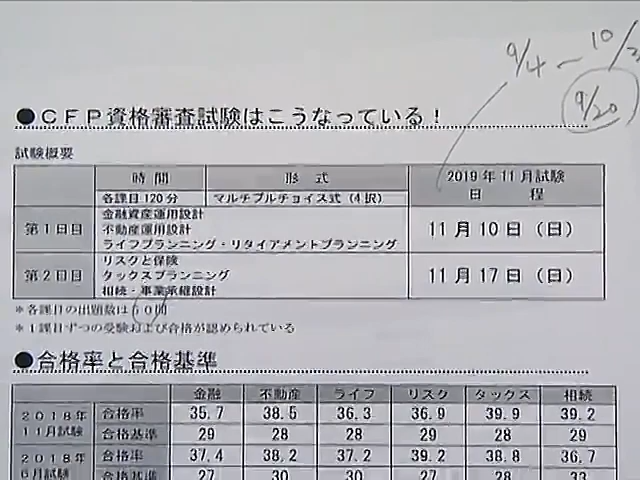 9/4 ~ 10/
9/20
●CFP資格審査試験はこうなっている!
試験概要
時間 形式 2019年11月試験
各課目120分 マルチプルチョイス式(4択) 日程
第1日目 金融資産運用設計 11月10日(日)
不動産運用設計
ライフプランニング・リタイアメントプランニング
第2日目 リスクと保険 11月17日(日)
タックスプランニング
相続・事業承継設計
*各課目の出題数は50問
*1課目ずつの受験および合格が認められている
●合格率と合格基準
金融 不動産 ライフ リスク タックス 相続
2018年 合格率 35.7 38.5 36.3 36.9 39.9 39.2
11月試験 合格基準 29 28 28 29 28 29
2018年 合格率 37.4 38.2 37.2 39.2 38.8 36.7
6月試験 合格基準 27 30 30 27 28 33